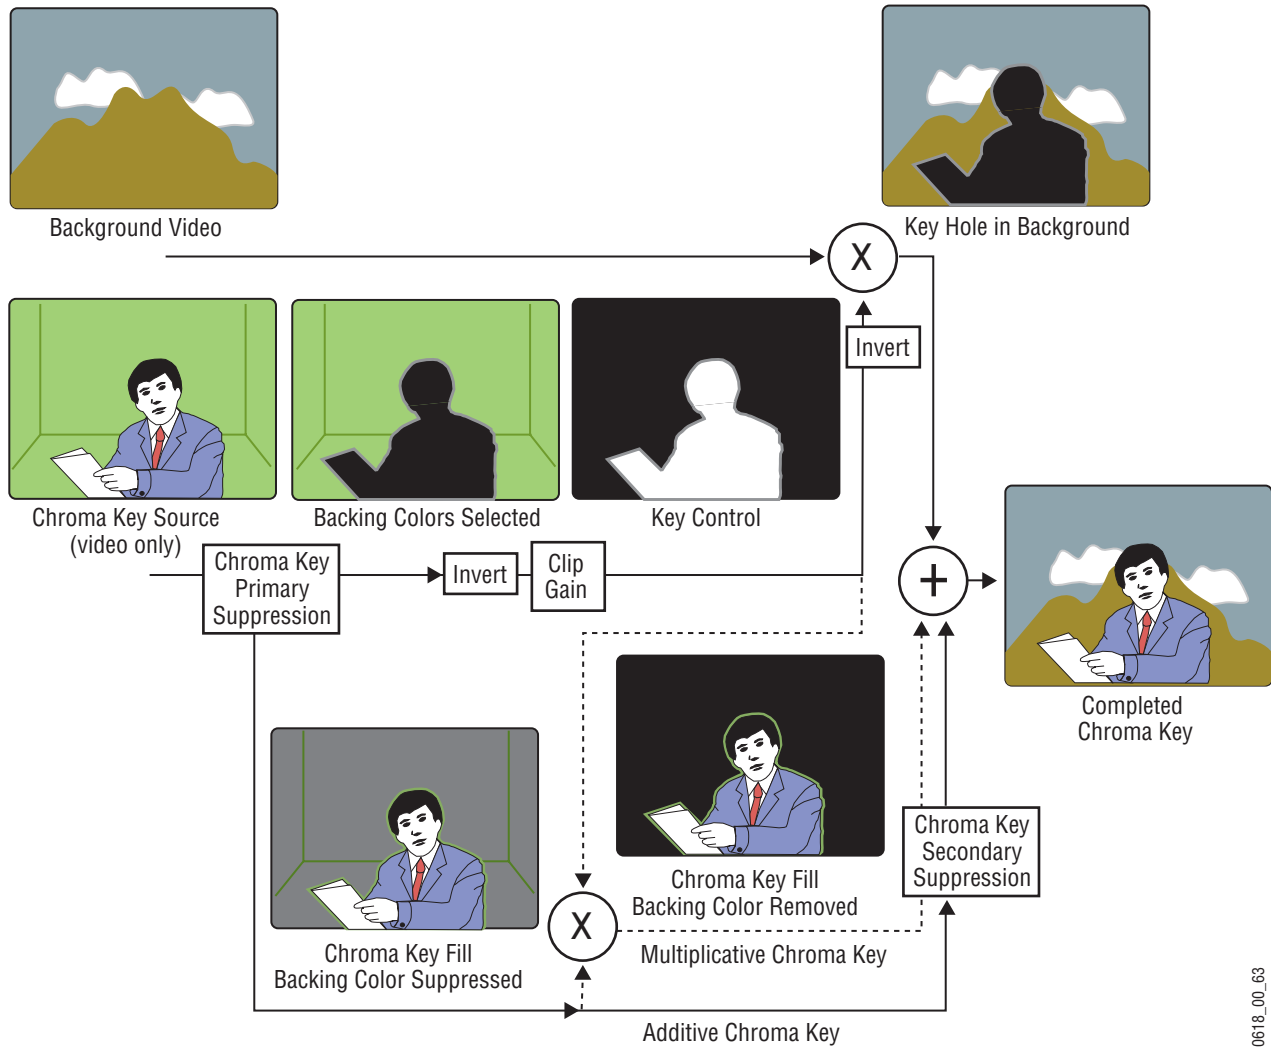 Background Video
Key Hole in Background
X
Invert
Chroma Key Source
(video only)
Backing Colors Selected
Key Control
Chroma Key
Primary
Suppression
Invert
Clip
Gain
+
Completed
Chroma Key
Chroma Key Fill
Backing Color Suppressed
X
Chroma Key Fill
Backing Color Removed
Chroma Key
Secondary
Suppression
Multiplicative Chroma Key
Additive Chroma Key
0618_00_63